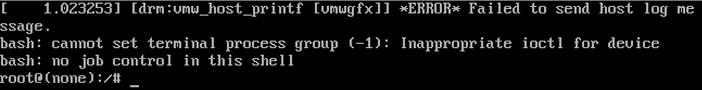 [    1.023253] [drm:vmw_host_printf [vmwgfx]] *ERROR* Failed to send host log me
ssage.
bash: cannot set terminal process group (-1): Inappropriate ioctl for device
bash: no job control in this shell
root@(none):/# _